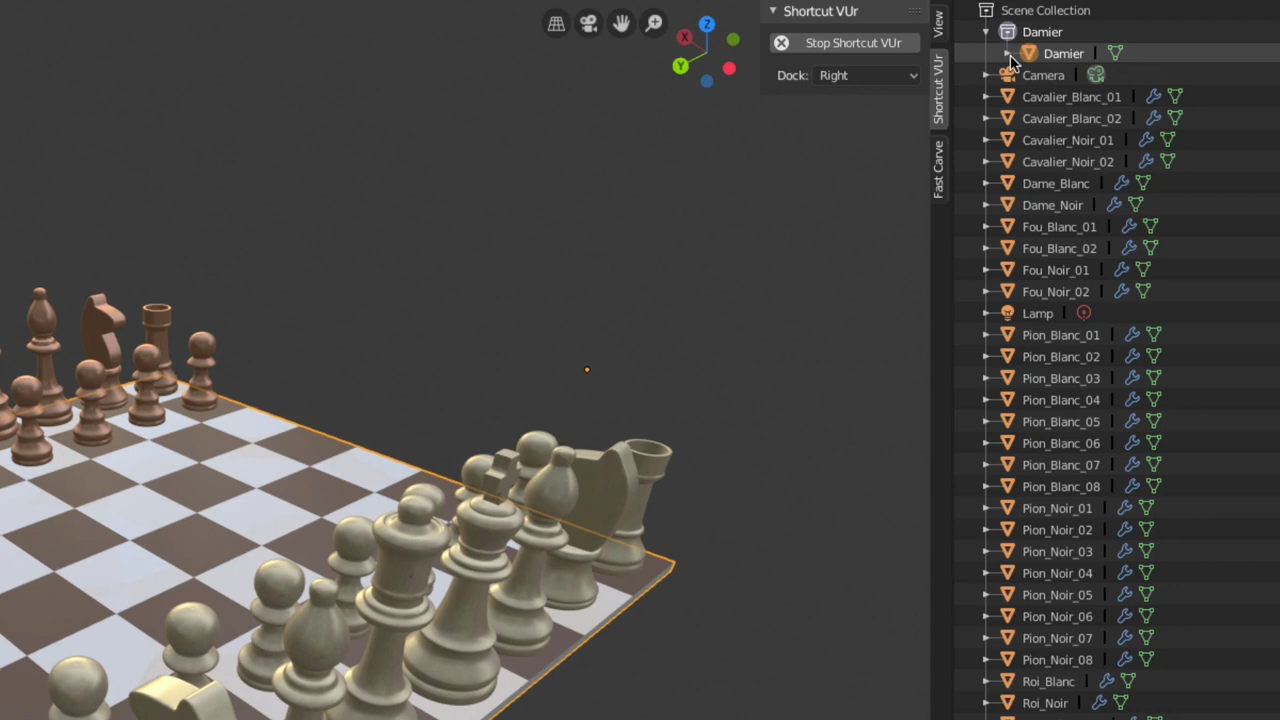 Shortcut VUr
Stop Shortcut VUr
Dock: Right
X
Y
Z
View
Shortcut VUr
Fast Carve
Scene Collection
Damier
Damier
Camera
Cavalier_Blanc_01
Cavalier_Blanc_02
Cavalier_Noir_01
Cavalier_Noir_02
Dame_Blanc
Dame_Noir
Fou_Blanc_01
Fou_Blanc_02
Fou_Noir_01
Fou_Noir_02
Lamp
Pion_Blanc_01
Pion_Blanc_02
Pion_Blanc_03
Pion_Blanc_04
Pion_Blanc_05
Pion_Blanc_06
Pion_Blanc_07
Pion_Blanc_08
Pion_Noir_01
Pion_Noir_02
Pion_Noir_03
Pion_Noir_04
Pion_Noir_05
Pion_Noir_06
Pion_Noir_07
Pion_Noir_08
Roi_Blanc
Roi_Noir